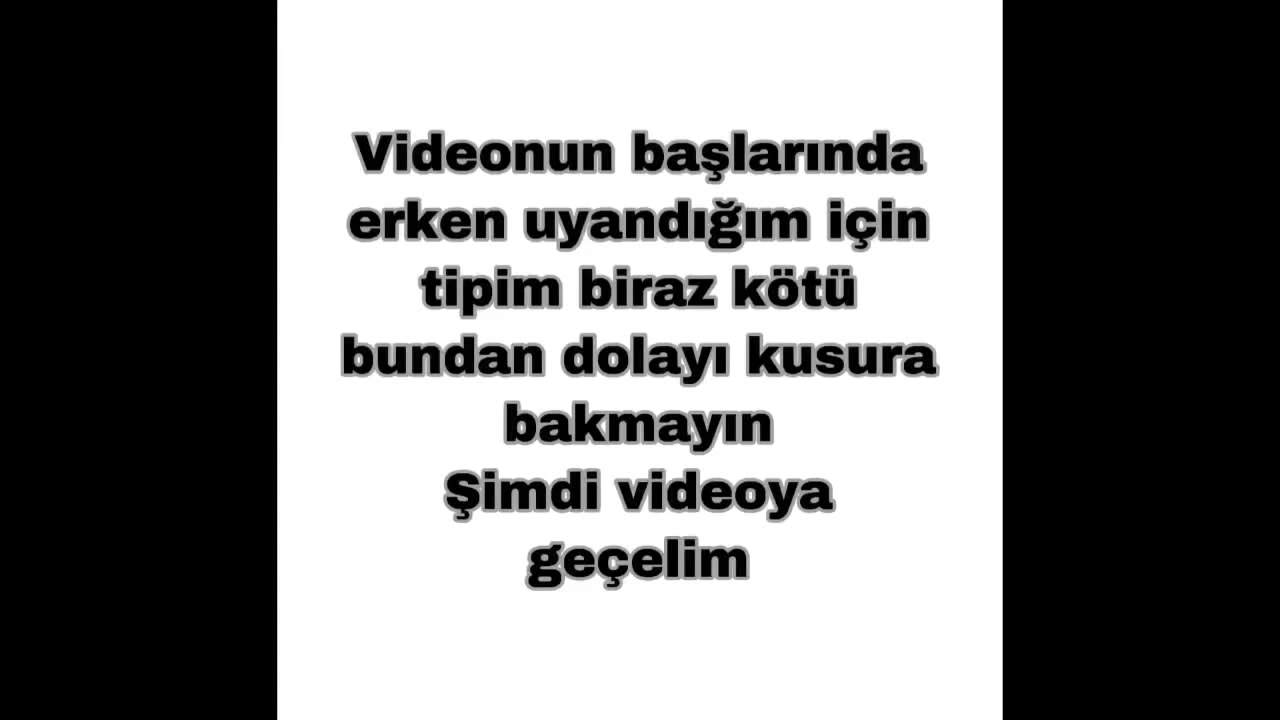 Videonun başlarında
erken uyandığım için
tipim biraz kötü
bundan dolayı kusura
bakmayın
Şimdi videoya
geçelim